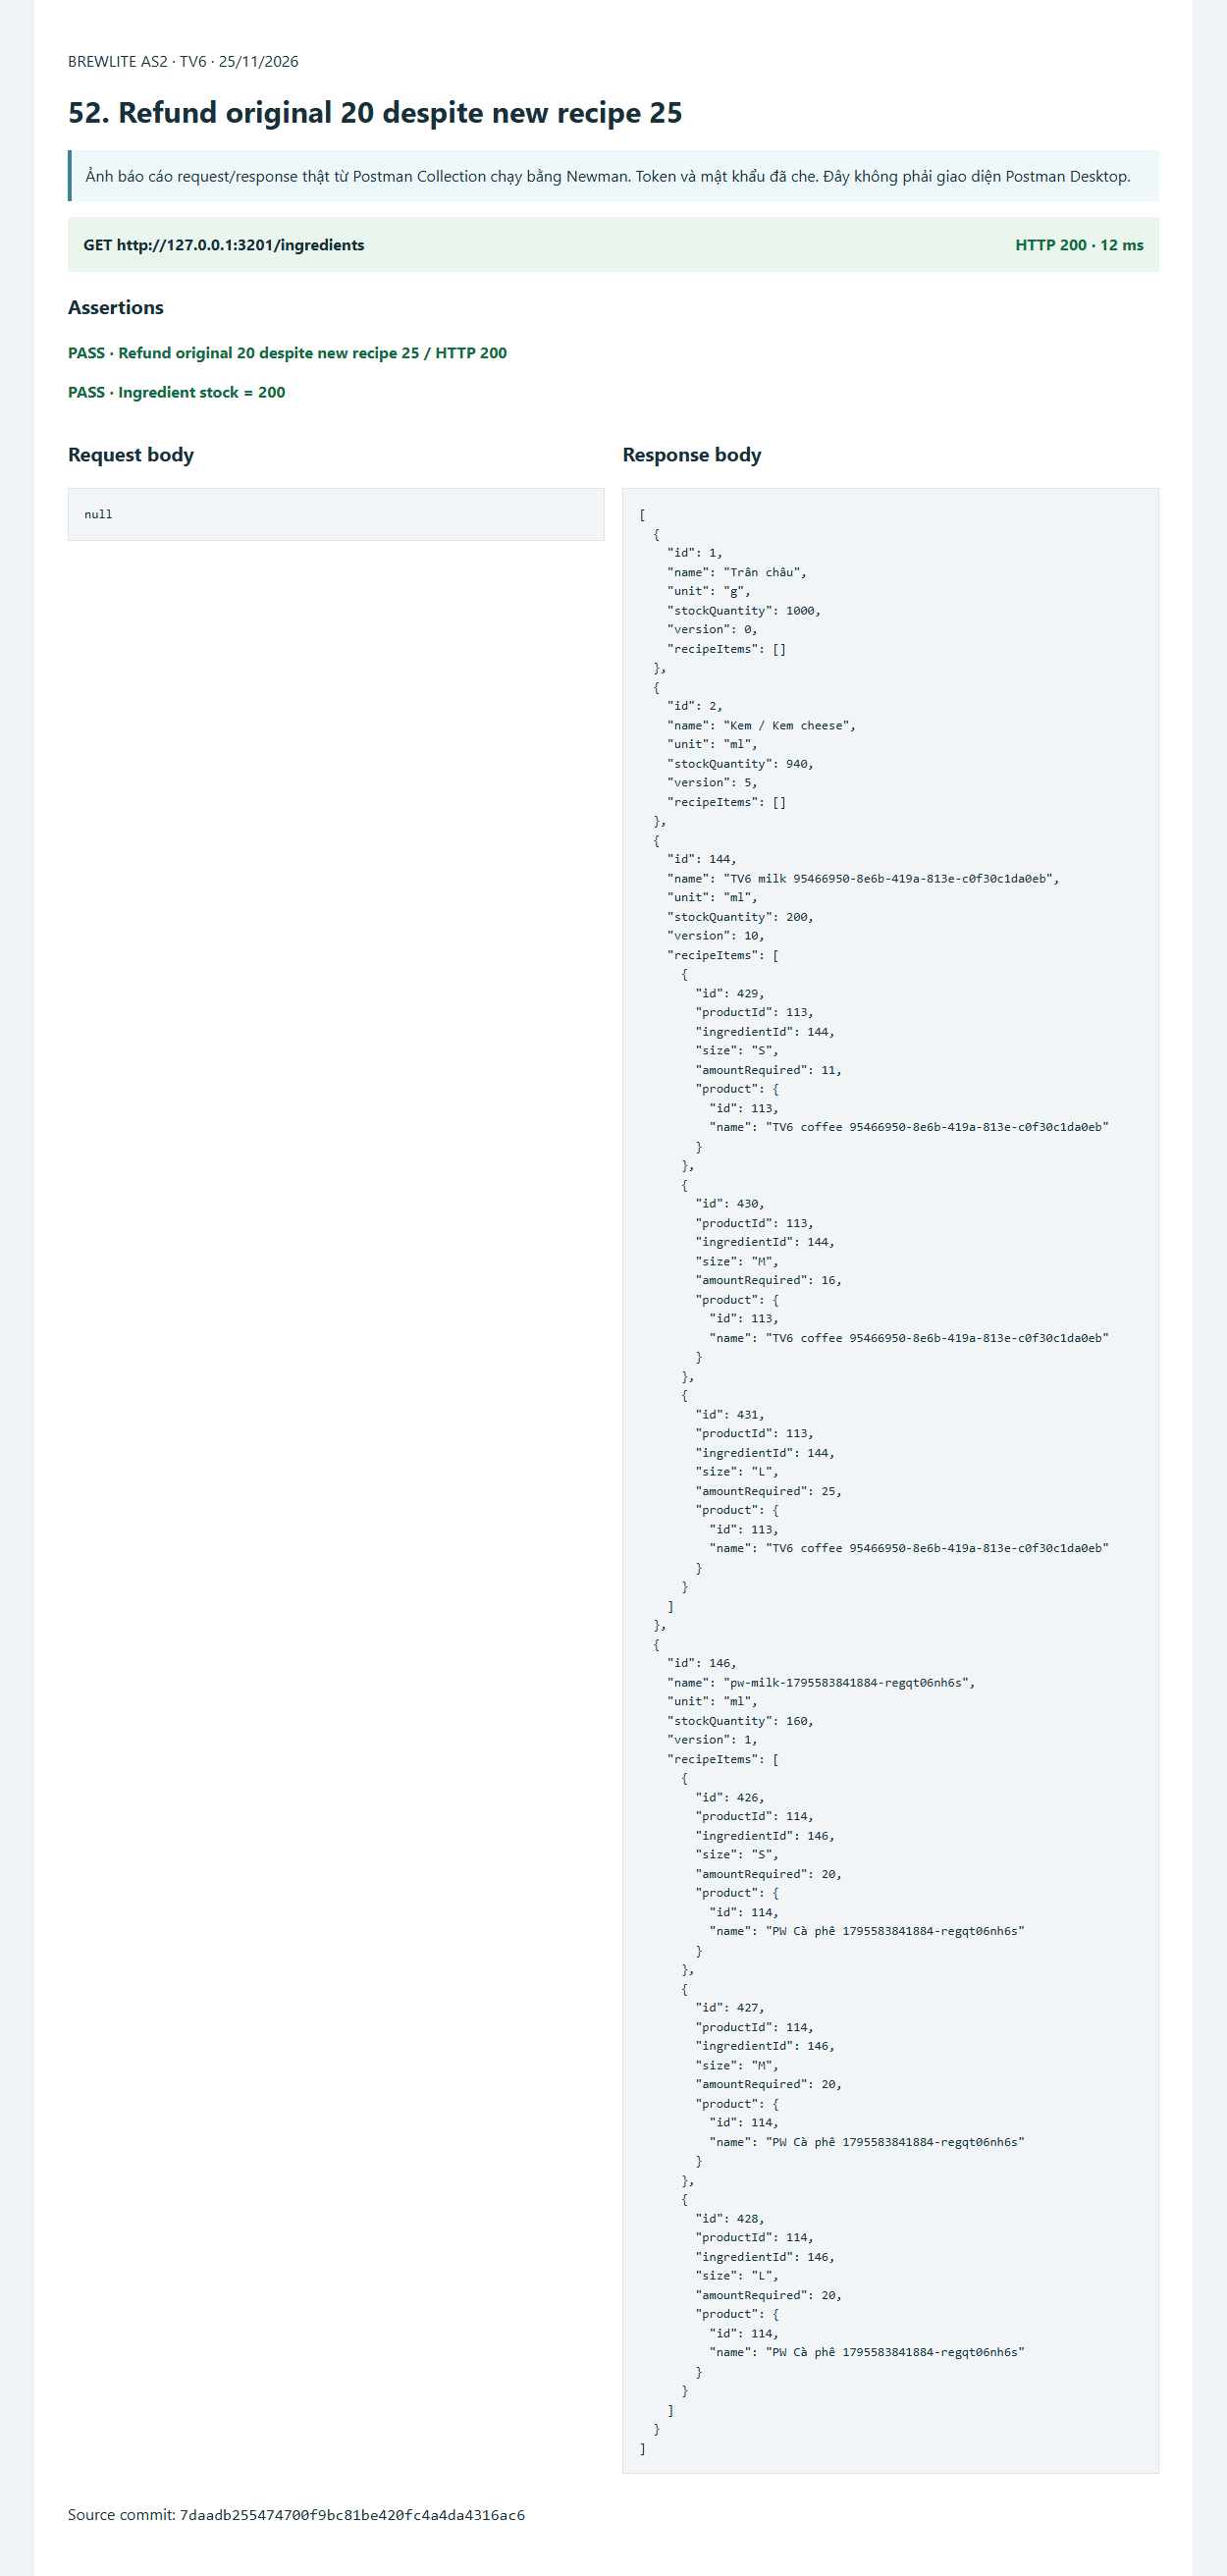 BREWLITE AS2 · TV6 · 25/11/2026
52. Refund original 20 despite new recipe 25
Ảnh báo cáo request/response thật từ Postman Collection chạy bằng Newman. Token và mật khẩu đã che. Đây không phải giao diện Postman Desktop.
GET http://127.0.0.1:3201/ingredients
HTTP 200 · 12 ms
Assertions
PASS · Refund original 20 despite new recipe 25 / HTTP 200
PASS · Ingredient stock = 200
Request body
null
Response body
[
  {
    "id": 1,
    "name": "Trân châu",
    "unit": "g",
    "stockQuantity": 1000,
    "version": 0,
    "recipeItems": []
  },
  {
    "id": 2,
    "name": "Kem / Kem cheese",
    "unit": "ml",
    "stockQuantity": 940,
    "version": 5,
    "recipeItems": []
  },
  {
    "id": 144,
    "name": "TV6 milk 95466950-8e6b-419a-813e-c0f30c1da0eb",
    "unit": "ml",
    "stockQuantity": 200,
    "version": 10,
    "recipeItems": [
      {
        "id": 429,
        "productId": 113,
        "ingredientId": 144,
        "size": "S",
        "amountRequired": 11,
        "product": {
          "id": 113,
          "name": "TV6 coffee 95466950-8e6b-419a-813e-c0f30c1da0eb"
        }
      },
      {
        "id": 430,
        "productId": 113,
        "ingredientId": 144,
        "size": "M",
        "amountRequired": 16,
        "product": {
          "id": 113,
          "name": "TV6 coffee 95466950-8e6b-419a-813e-c0f30c1da0eb"
        }
      },
      {
        "id": 431,
        "productId": 113,
        "ingredientId": 144,
        "size": "L",
        "amountRequired": 25,
        "product": {
          "id": 113,
          "name": "TV6 coffee 95466950-8e6b-419a-813e-c0f30c1da0eb"
        }
      }
    ]
  },
  {
    "id": 146,
    "name": "pw-milk-1795583841884-regqt06nh6s",
    "unit": "ml",
    "stockQuantity": 160,
    "version": 1,
    "recipeItems": [
      {
        "id": 426,
        "productId": 114,
        "ingredientId": 146,
        "size": "S",
        "amountRequired": 20,
        "product": {
          "id": 114,
          "name": "PW Cà phê 1795583841884-regqt06nh6s"
        }
      },
      {
        "id": 427,
        "productId": 114,
        "ingredientId": 146,
        "size": "M",
        "amountRequired": 20,
        "product": {
          "id": 114,
          "name": "PW Cà phê 1795583841884-regqt06nh6s"
        }
      },
      {
        "id": 428,
        "productId": 114,
        "ingredientId": 146,
        "size": "L",
        "amountRequired": 20,
        "product": {
          "id": 114,
          "name": "PW Cà phê 1795583841884-regqt06nh6s"
        }
      }
    ]
  }
]
Source commit: 7daadb255474700f9bc81be420fc4a4da4316ac6